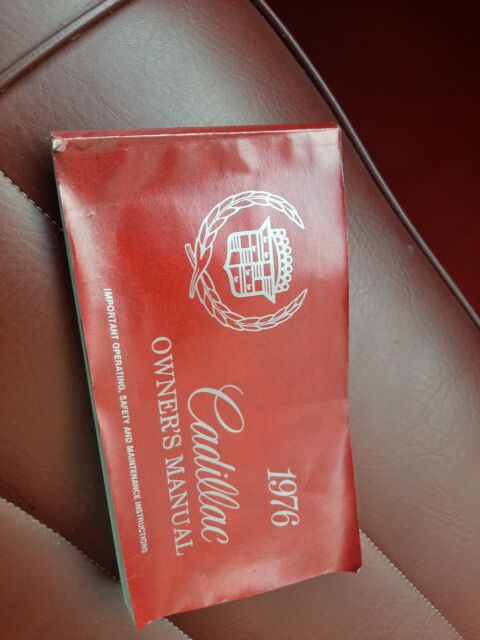 1976
Cadillac
OWNER'S MANUAL
IMPORTANT OPERATING, SAFETY AND MAINTENANCE INSTRUCTIONS